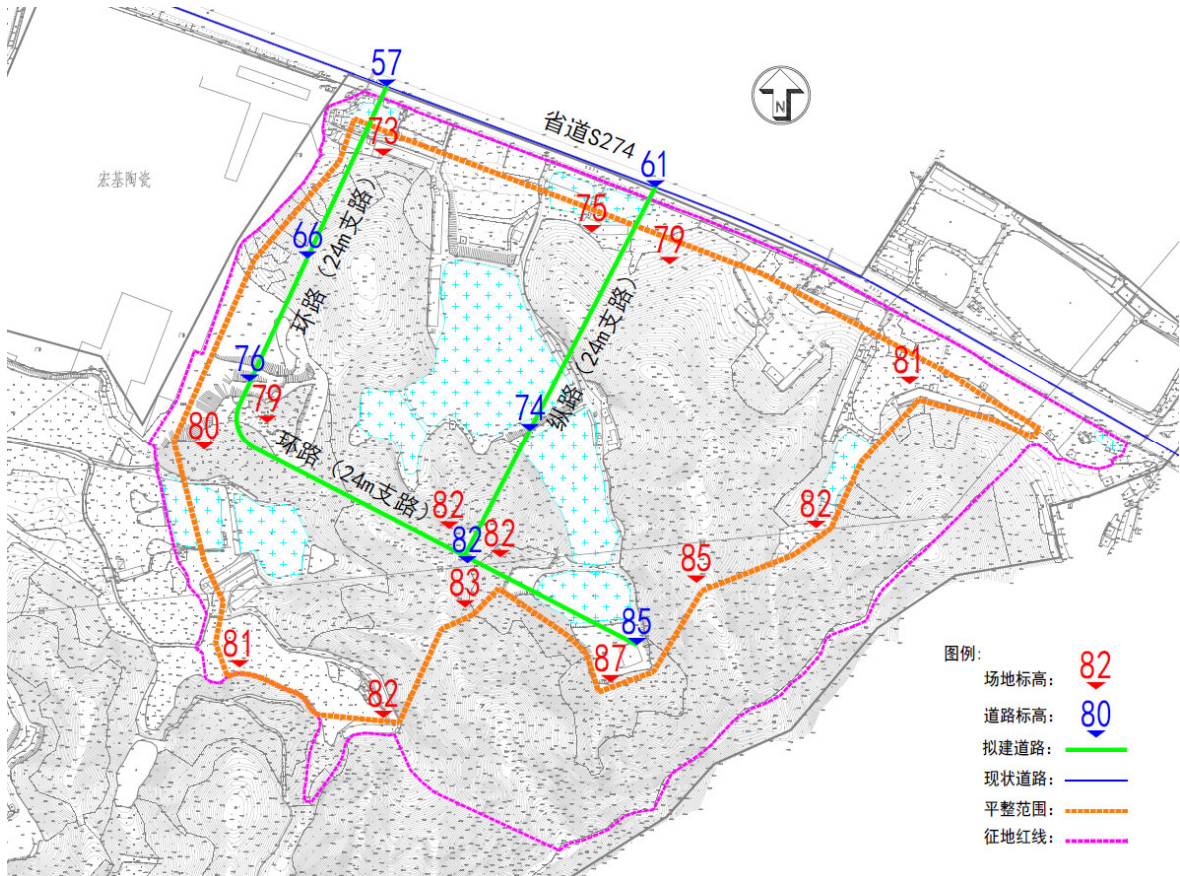 57
省道S274
73
61
N
宏基陶瓷
66
75
79
环路（24m支路）
76
81
79
纵路（24m支路）
74
80
环路（24m支路）
82
82
82
82
85
83
85
81
87
82
图例:
场地标高: 82
道路标高: 80
拟建道路:
现状道路:
平整范围:
征地红线: